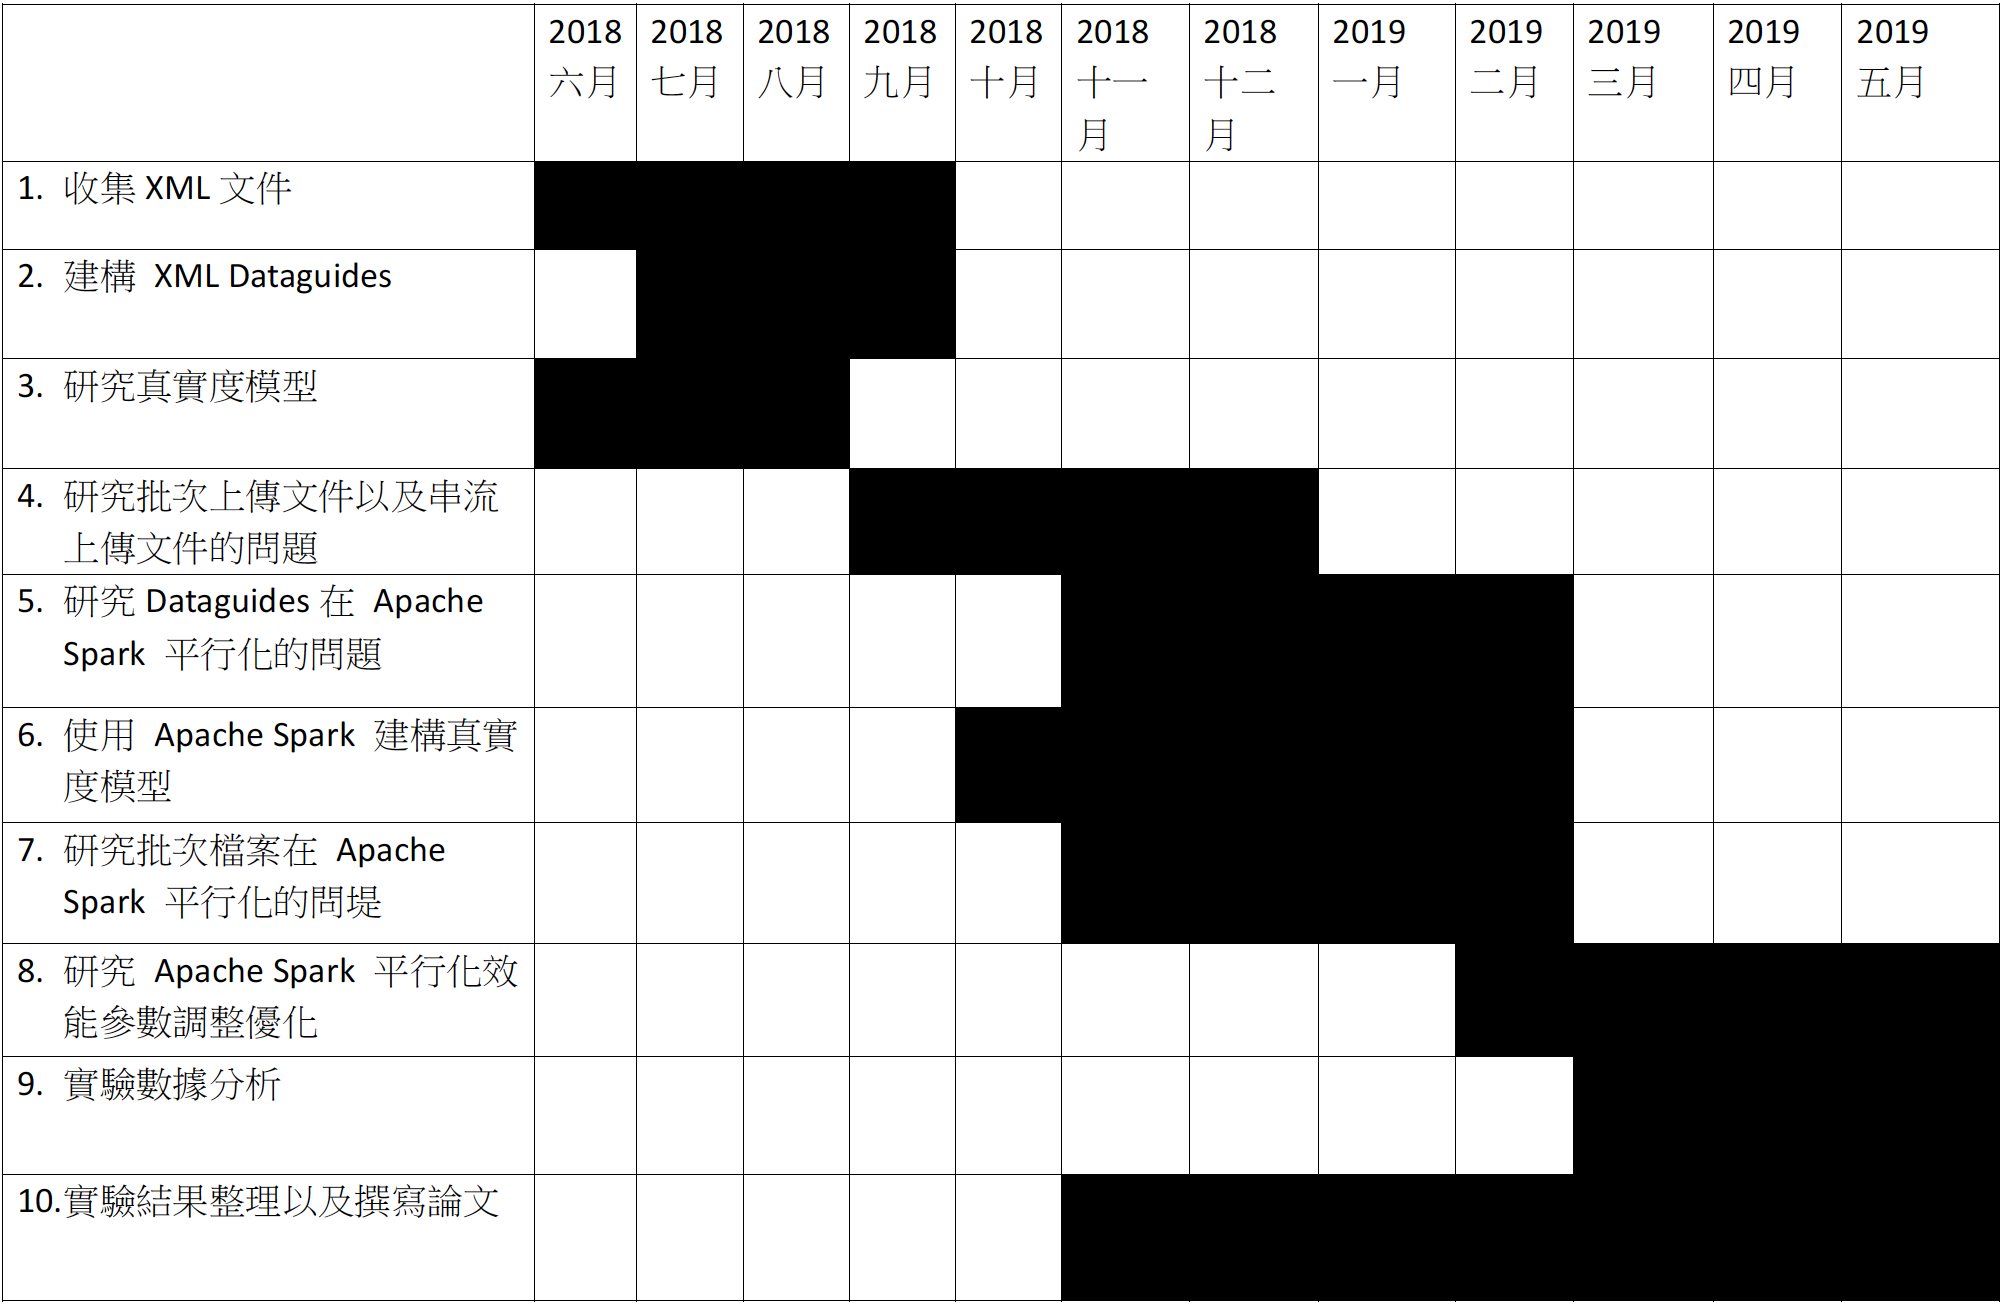 2018 2018 2018 2018 2018 2018 2018 2019 2019 2019 2019 2019
六月 七月 八月 九月 十月 十一 十二 一月 二月 三月 四月 五月
月 月
1. 收集 XML 文件
2. 建構 XML Dataguides
3. 研究真實度模型
4. 研究批次上傳文件以及串流
上傳文件的問題
5. 研究 Dataguides 在 Apache
Spark 平行化的問題
6. 使用 Apache Spark 建構真實
度模型
7. 研究批次檔案在 Apache
Spark 平行化的問堤
8. 研究 Apache Spark 平行化效
能參數調整優化
9. 實驗數據分析
10.實驗結果整理以及撰寫論文